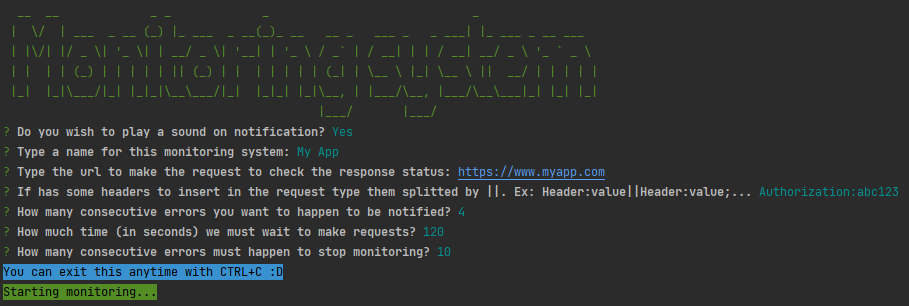 Monitoring system
? Do you wish to play a sound on notification? Yes
? Type a name for this monitoring system: My App
? Type the url to make the request to check the response status: https://www.myapp.com
? If has some headers to insert in the request type them splitted by ||. Ex: Header:value||Header:value;... Authorization:abc123
? How many consecutive errors you want to happen to be notified? 4
? How much time (in seconds) we must wait to make requests? 120
? How many consecutive errors must happen to stop monitoring? 10
You can exit this anytime with CTRL+C :D
Starting monitoring...